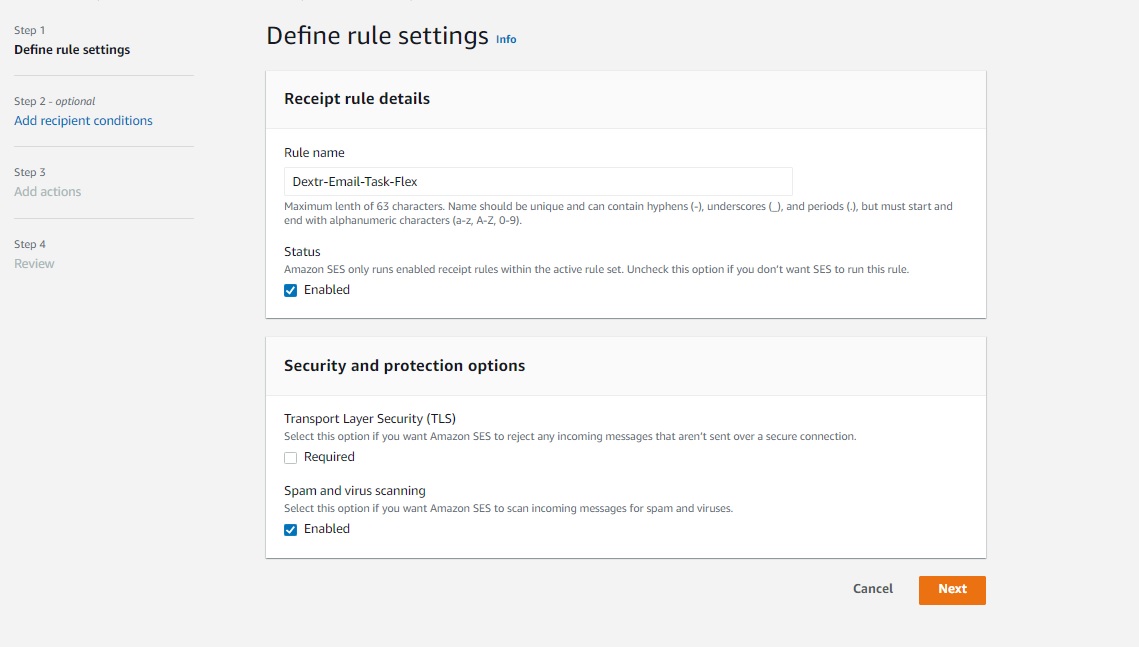 Step 1
Define rule settings
Step 2 - optional
Add recipient conditions
Step 3
Add actions
Step 4
Review
Define rule settings Info
Receipt rule details
Rule name
Dextr-Email-Task-Flex
Maximum lenth of 63 characters. Name should be unique and can contain hyphens (-), underscores (_), and periods (.), but must start and
end with alphanumeric characters (a-z, A-Z, 0-9).
Status
Amazon SES only runs enabled receipt rules within the active rule set. Uncheck this option if you don't want SES to run this rule.
Enabled
Security and protection options
Transport Layer Security (TLS)
Select this option if you want Amazon SES to reject any incoming messages that aren't sent over a secure connection.
Required
Spam and virus scanning
Select this option if you want Amazon SES to scan incoming messages for spam and viruses.
Enabled
Cancel
Next